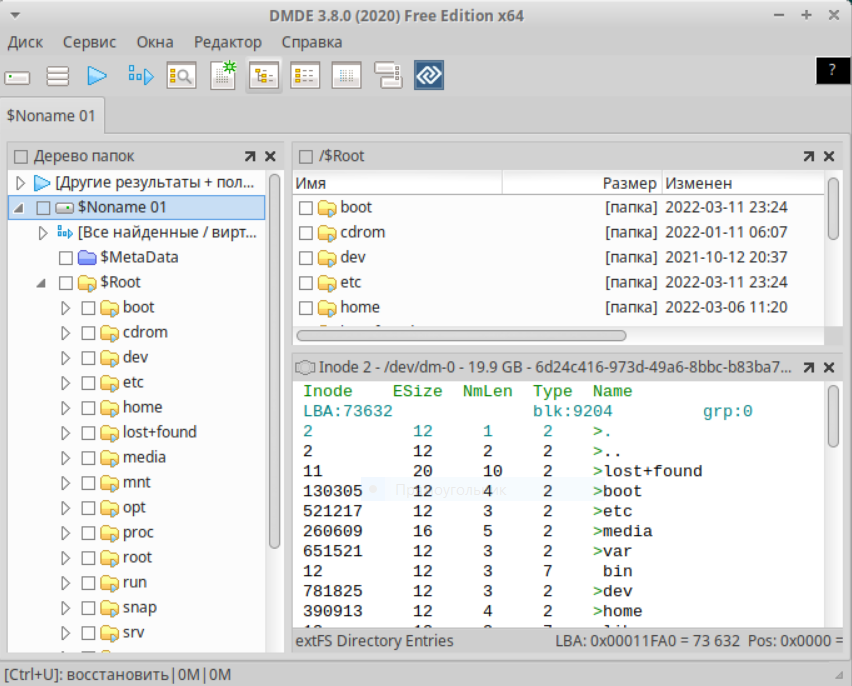 DMDE 3.8.0 (2020) Free Edition x64
Диск Сервис Окна Редактор Справка
?
$Noname 01
Дерево папок
[Другие результаты + пол...
$Noname 01
[Все найденные / вирт...
$MetaData
$Root
boot
cdrom
dev
etc
home
lost+found
media
mnt
opt
proc
root
run
snap
srv
/$Root
Имя Размер Изменен
boot [папка] 2022-03-11 23:24
cdrom [папка] 2022-01-11 06:07
dev [папка] 2021-10-12 20:37
etc [папка] 2022-03-11 23:24
home [папка] 2022-03-06 11:20
Inode 2 - /dev/dm-0 - 19.9 GB - 6d24c416-973d-49a6-8bbc-b83ba7...
Inode ESize NmLen Type Name
LBA:73632 blk:9204 grp:0
2 12 1 2 >.
2 12 2 2 >..
11 20 10 2 >lost+found
130305 12 4 2 >boot
521217 12 3 2 >etc
260609 16 5 2 >media
651521 12 3 2 >var
12 12 3 7 bin
781825 12 3 2 >dev
390913 12 4 2 >home
extFS Directory Entries LBA: 0x00011FA0 = 73 632 Pos: 0x0000 =
[Ctrl+U]: восстановить|0M|0M